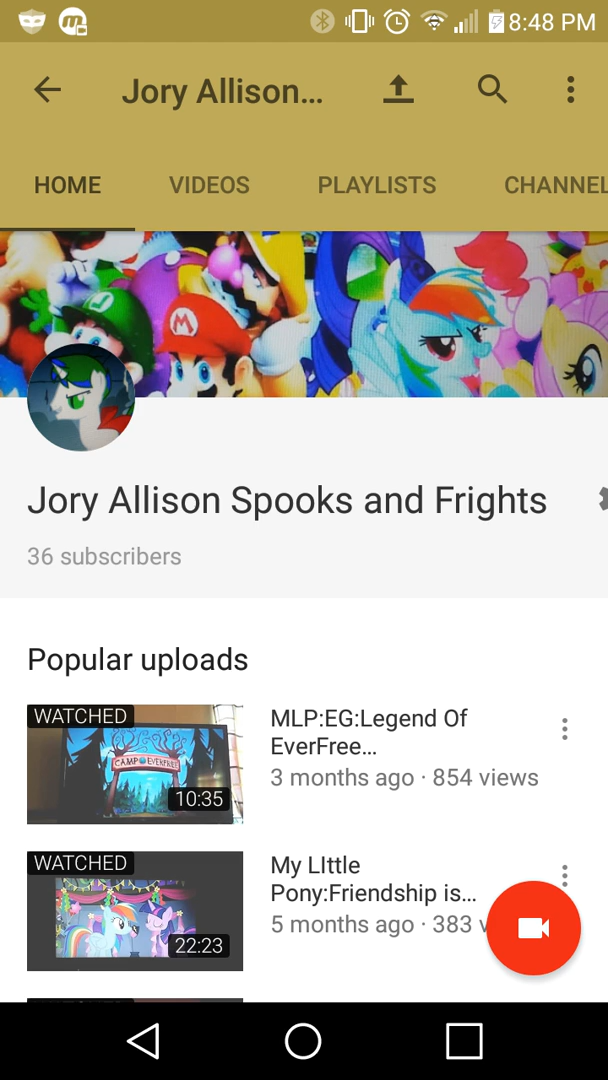 8:48 PM
Jory Allison...
HOME VIDEOS PLAYLISTS CHANNEL
L
M
Jory Allison Spooks and Frights
36 subscribers
Popular uploads
WATCHED
CAMP EVERFREE
10:35
MLP:EG:Legend Of
EverFree...
3 months ago · 854 views
WATCHED
22:23
My LIttle
Pony:Friendship is...
5 months ago · 383 v